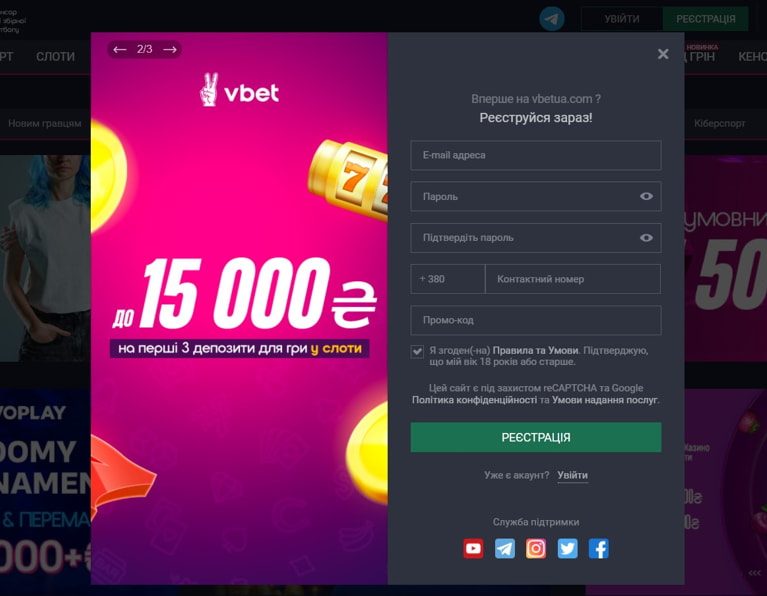 нсор
збірної
тболу
УВІЙТИ
РЕЄСТРАЦІЯ
РТ
СЛОТИ
НОВИНКА
Д ГРІН
КЕНО
Новим гравцям
Кіберспорт
← 2/3 →
vbet
ДО 15 000 ₴
на перші 3 депозити для гри у слоти
Вперше на vbetua.com ?
Реєструйся зараз!
E-mail адреса
Пароль
Підтвердіть пароль
+ 380
Контактний номер
Промо-код
Я згоден(-на) Правила та Умови. Підтверджую,
що мій вік 18 років або старше.
Цей сайт є під захистом reCAPTCHA та Google
Політика конфіденційності та Умови надання послуг.
РЕЄСТРАЦІЯ
Уже є акаунт? Увійти
Служба підтримки
УМОВНИ
50
VOPLAY
OOMY
NAMEN
& ПЕРЕМА
000+₴